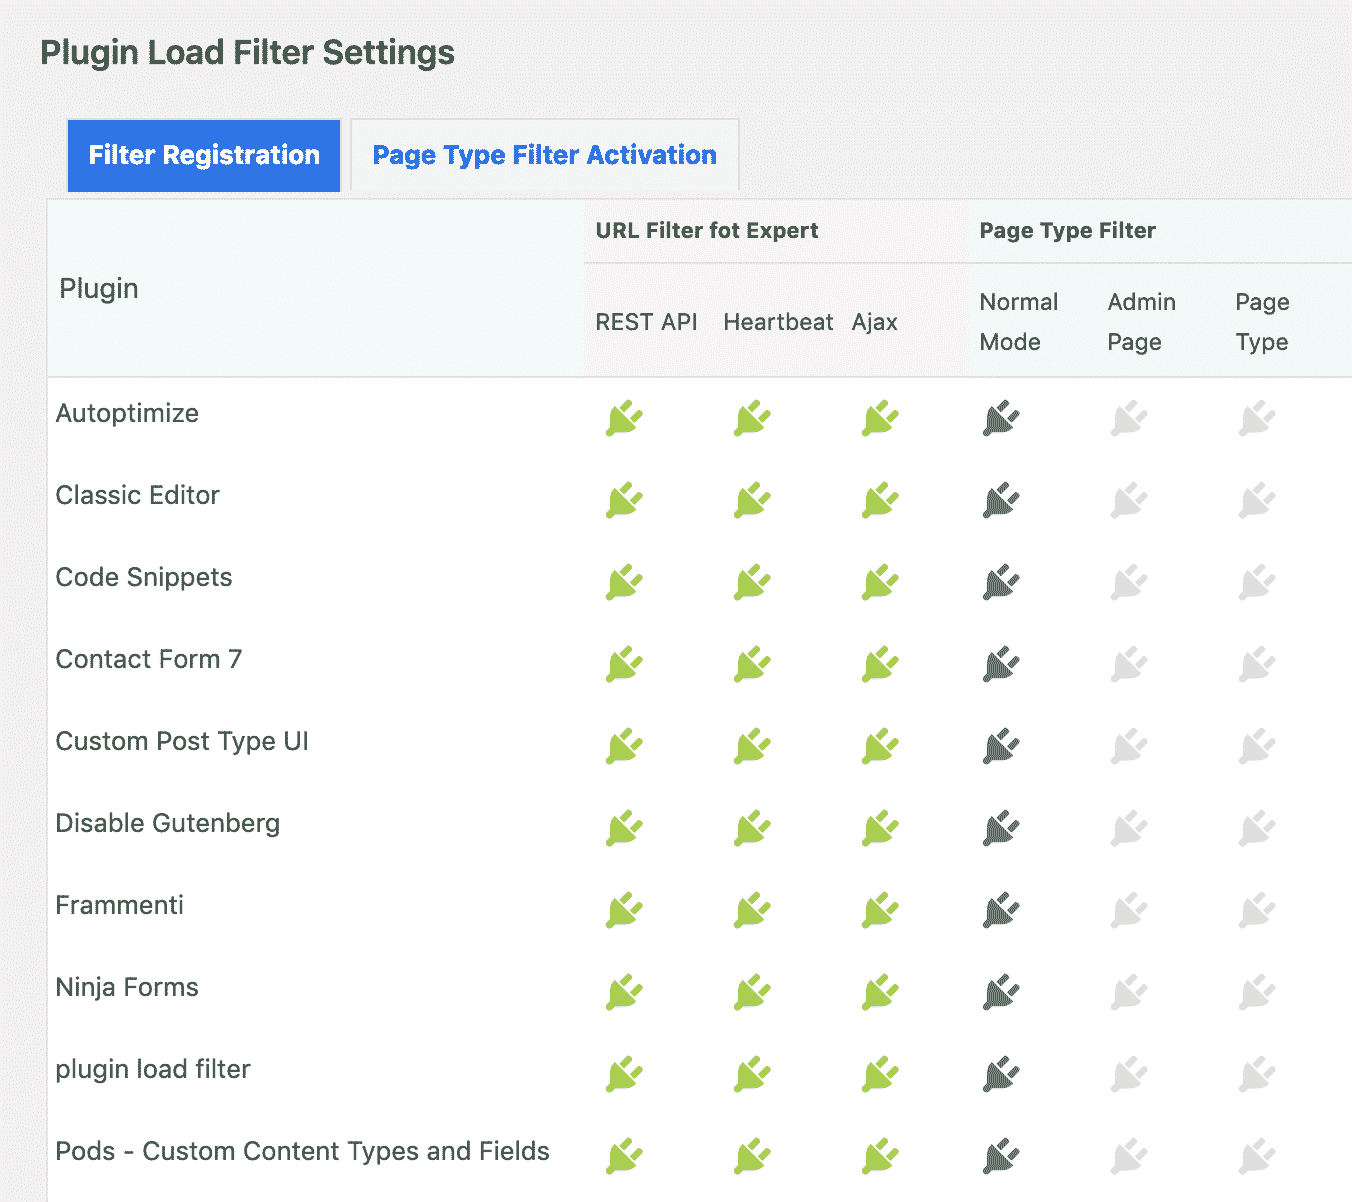 Plugin Load Filter Settings
Filter Registration
Page Type Filter Activation
Plugin
URL Filter fot Expert
Page Type Filter
REST API
Heartbeat
Ajax
Normal
Mode
Admin
Page
Page
Type
Autoptimize
Classic Editor
Code Snippets
Contact Form 7
Custom Post Type UI
Disable Gutenberg
Frammenti
Ninja Forms
plugin load filter
Pods - Custom Content Types and Fields